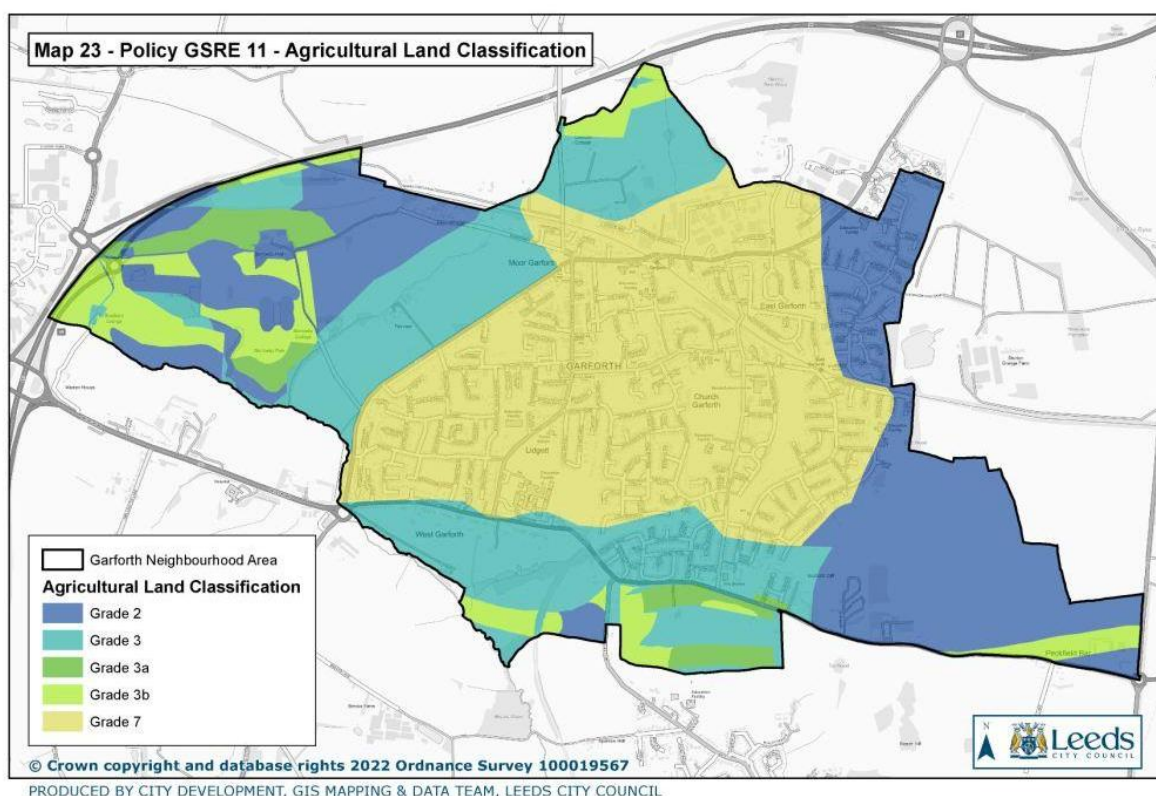 Map 23 - Policy GSRE 11 - Agricultural Land Classification
Moor Garforth
East Garforth
GARFORTH
Church Garforth
Lidgett
West Garforth
Peckfield Bar
Garforth Neighbourhood Area
Agricultural Land Classification
Grade 2
Grade 3
Grade 3a
Grade 3b
Grade 7
N
Leeds
CITY COUNCIL
© Crown copyright and database rights 2022 Ordnance Survey 100019567
PRODUCED BY CITY DEVELOPMENT, GIS MAPPING & DATA TEAM, LEEDS CITY COUNCIL